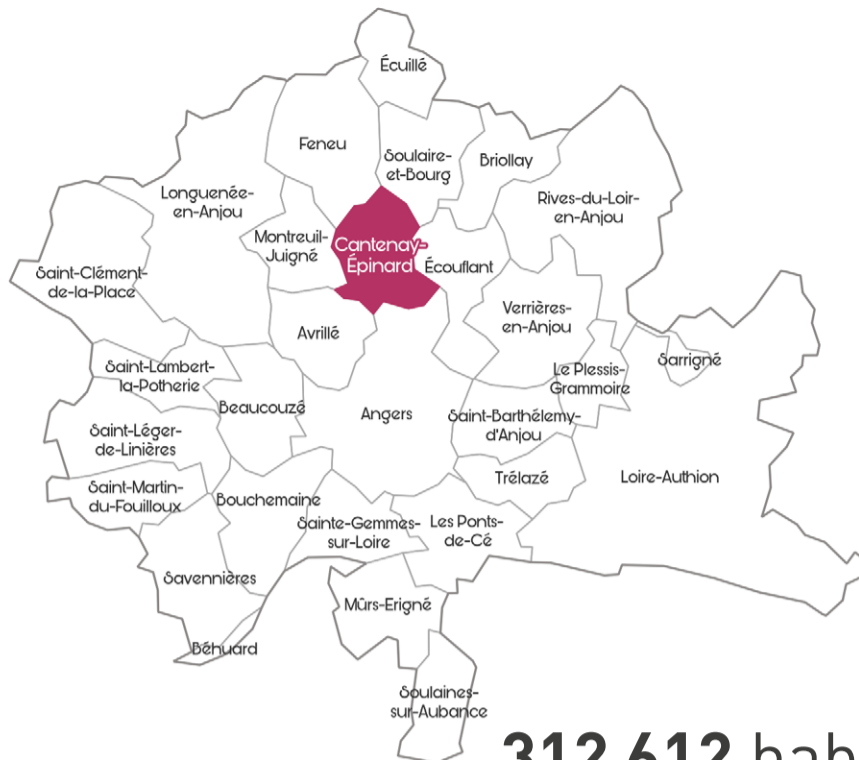 Écuillé
Feneu
Soulaire-
et-Bourg
Briollay
Longuenée-
en-Anjou
Rives-du-Loir-
en-Anjou
Montreuil-
Juigné
Cantenay-
Épinard
Écouflant
Saint-Clément-
de-la-Place
Verrières-
en-Anjou
Avrillé
Saint-Lambert-
la-Potherie
Le Plessis-
Grammoire
Sarrigné
Beaucouzé
Angers
Saint-Barthélemy-
d'Anjou
Saint-Léger-
de-Linières
Trélazé
Loire-Authion
Saint-Martin-
du-Fouilloux
Bouchemaine
Sainte-Gemmes-
sur-Loire
Les Ponts-
de-Cé
Savennières
Mûrs-Erigné
Béhuard
Soulaines-
sur-Aubance
312 612 hab